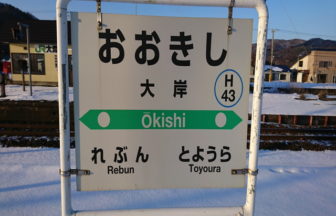 おおきし
大岸
H
43
Ōkishi
れぶん とようら
Rebun Toyoura